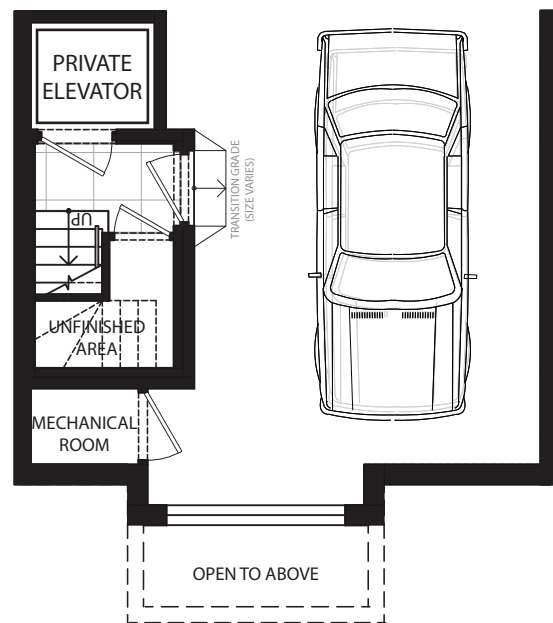 PRIVATE
ELEVATOR
TRANSITION GRADE
(SIZE VARIES)
UP
UNFINISHED
AREA
MECHANICAL
ROOM
OPEN TO ABOVE